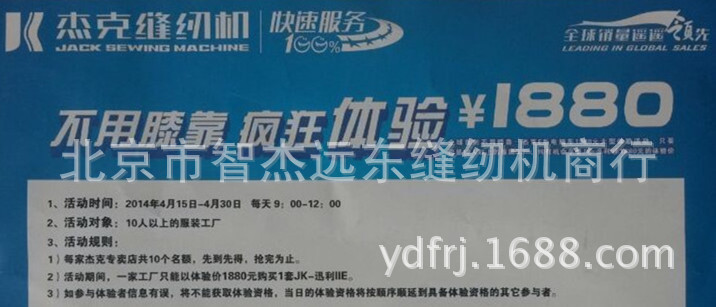 杰克缝纫机
JACK SEWING MACHINE
快速服务
100%
全球销量遥遥领先
LEADING IN GLOBAL SALES
不用膝靠 疯狂体验 ¥1880
北京市智杰远东缝纫机商行
1、活动时间：2014年4月15日-4月30日 每天 9：00-12：00
2、活动对象：10人以上的服装工厂
3、活动规则：
1）每家杰克专卖店共10个名额，先到先得，抢完为止。
2）活动期间，一家工厂只能以体验价1880元购买1套JK-迅利IIE。
3）如参与体验者信息有误，将不能获取体验资格，当日的体验资格将按顺序顺延到具备体验资格的其它参与者。
ydfrj.1688.com